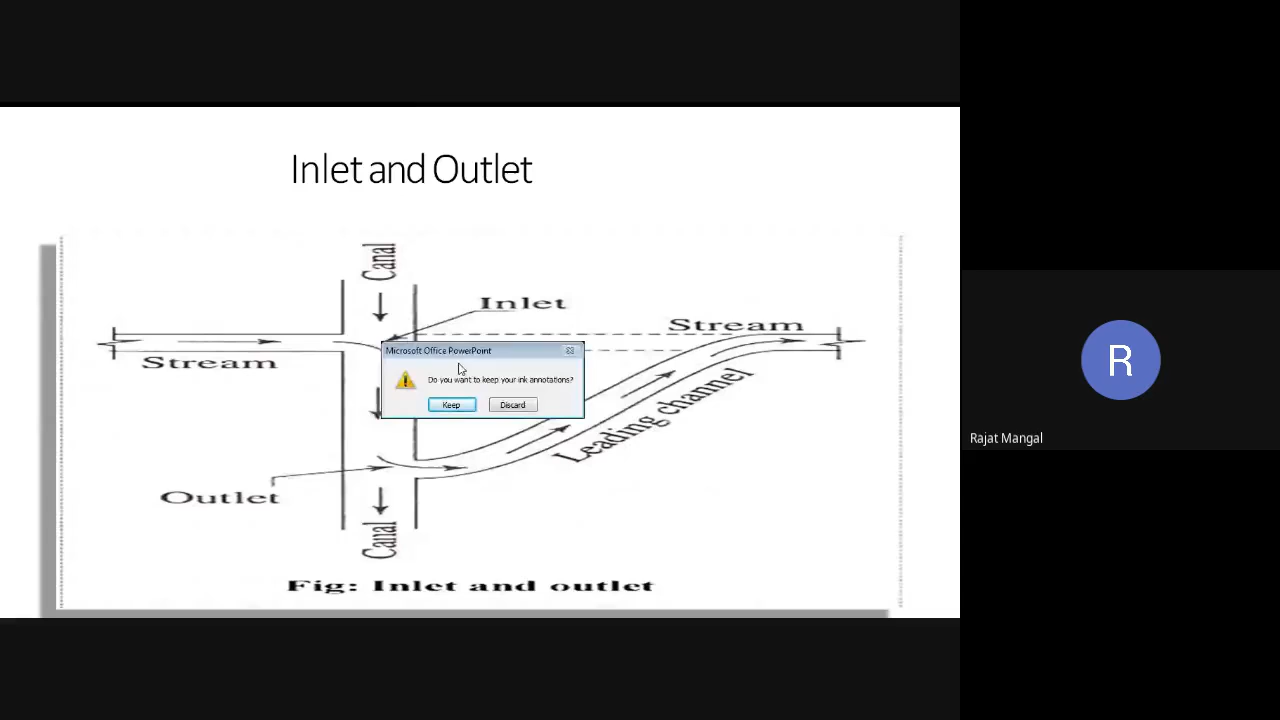 Inlet and Outlet
Canal
Inlet
Stream
Stream
Microsoft Office PowerPoint
Do you want to keep your ink annotations?
Keep
Discard
Leading channel
Outlet
Canal
Fig: Inlet and outlet
R
Rajat Mangal